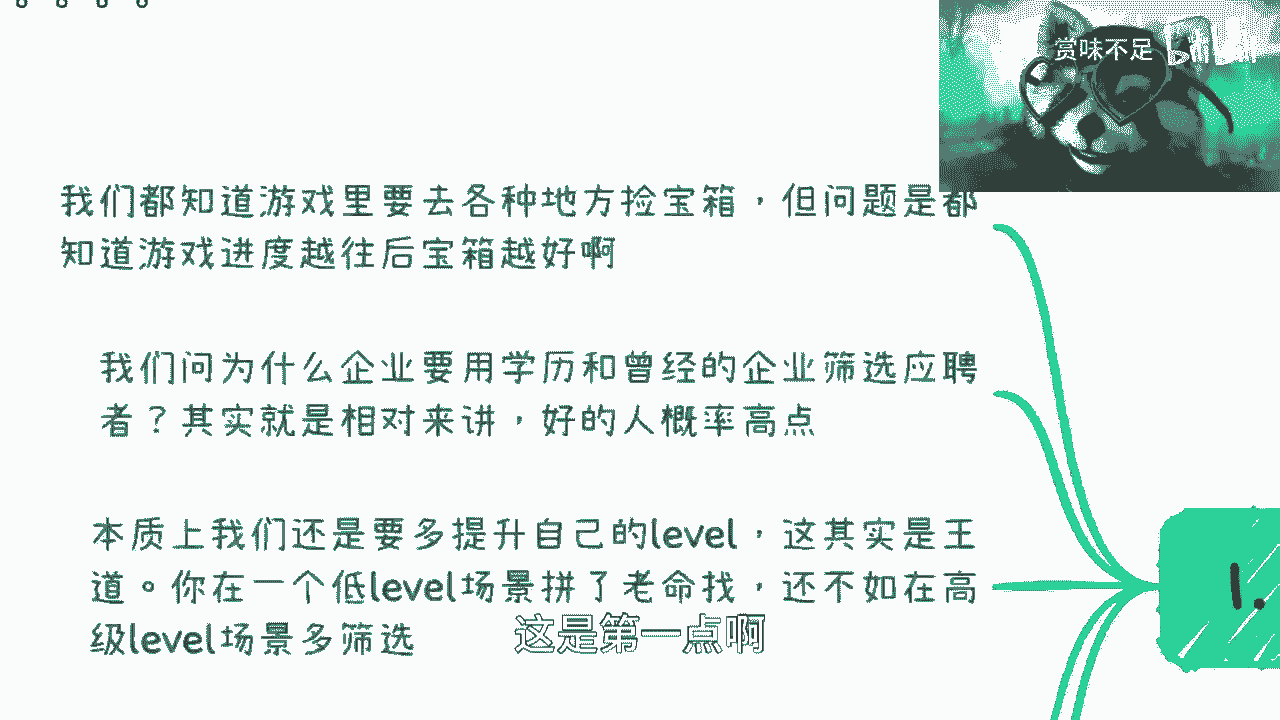 赏味不足 bilibili
我们都知道游戏里要去各种地方捡宝箱，但问题是都
知道游戏进度越往后宝箱越好啊
我们问为什么企业要用学历和曾经的企业筛选应聘
者？其实就是相对来讲，好的人概率高点
本质上我们还是要多提升自己的level，这其实是王
道。你在一个低level场景拼了老命找，还不如在高
级level场景多筛选
1.
这是第一点啊